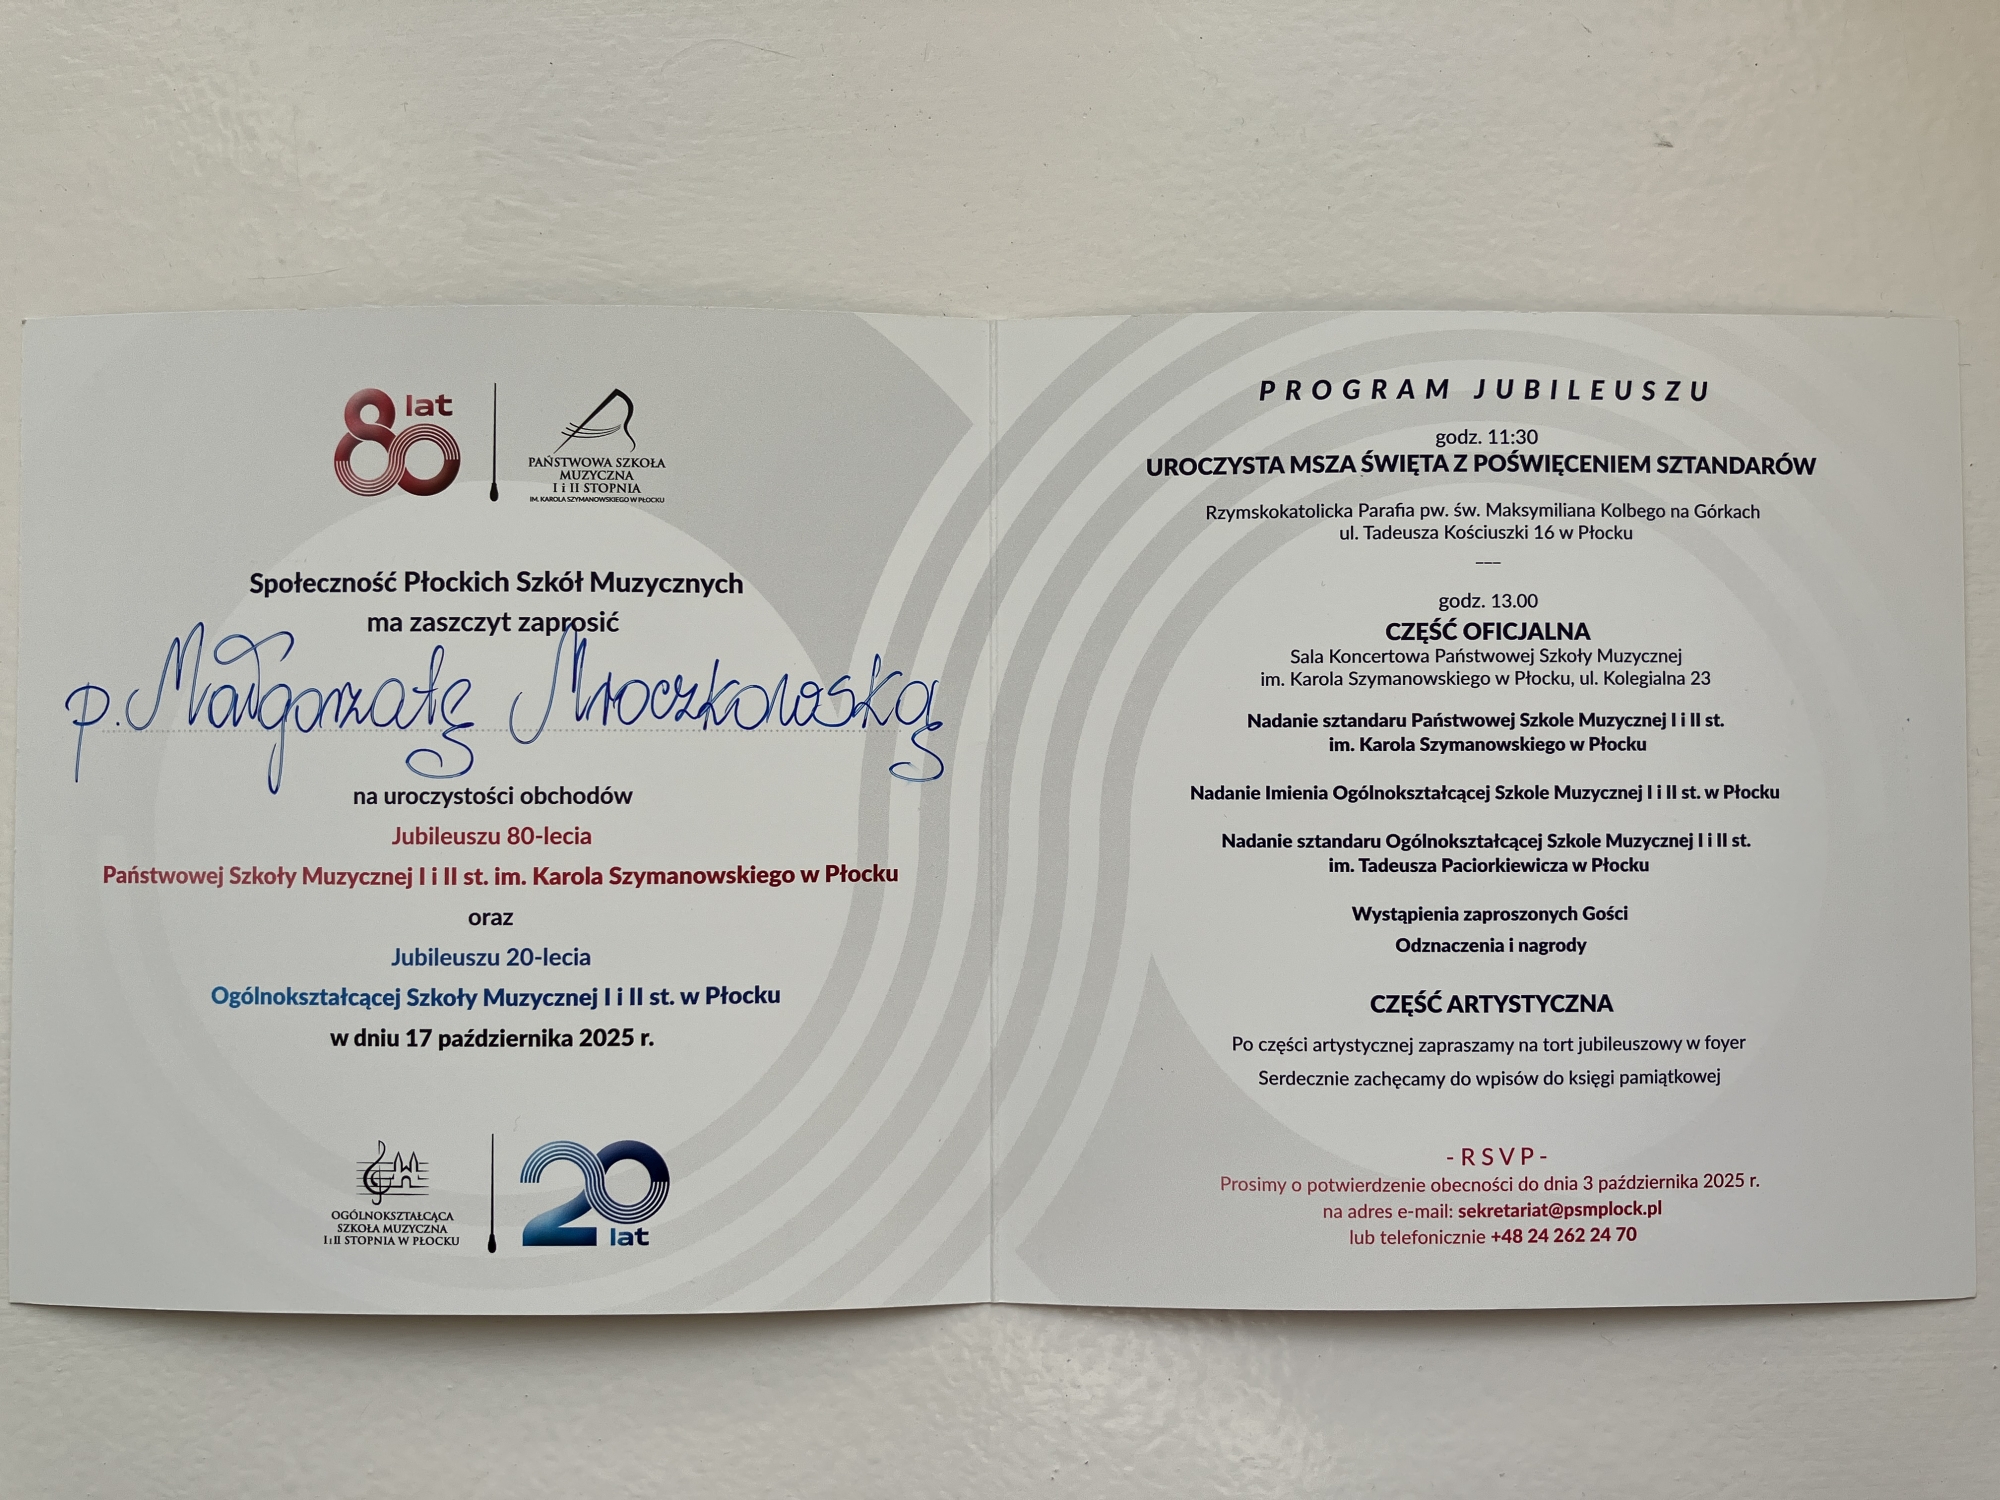 80 lat
PAŃSTWOWA SZKOŁA
MUZYCZNA
I i II STOPNIA
IM. KAROLA SZYMANOWSKIEGO W PŁOCKU
Społeczność Płockich Szkół Muzycznych
ma zaszczyt zaprosić
p. Małgorzatę Mroczkowską
na uroczystości obchodów
Jubileuszu 80-lecia
Państwowej Szkoły Muzycznej I i II st. im. Karola Szymanowskiego w Płocku
oraz
Jubileuszu 20-lecia
Ogólnokształcącej Szkoły Muzycznej I i II st. w Płocku
w dniu 17 października 2025 r.
OGÓLNOKSZTAŁCĄCA
SZKOŁA MUZYCZNA
I i II STOPNIA W PŁOCKU
20 lat
PROGRAM JUBILEUSZU
godz. 11:30
UROCZYSTA MSZA ŚWIĘTA Z POŚWIĘCENIEM SZTANDARÓW
Rzymskokatolicka Parafia pw. św. Maksymiliana Kolbego na Górkach
ul. Tadeusza Kościuszki 16 w Płocku
___
godz. 13.00
CZĘŚĆ OFICJALNA
Sala Koncertowa Państwowej Szkoły Muzycznej
im. Karola Szymanowskiego w Płocku, ul. Kolegialna 23
Nadanie sztandaru Państwowej Szkole Muzycznej I i II st.
im. Karola Szymanowskiego w Płocku
Nadanie Imienia Ogólnokształcącej Szkole Muzycznej I i II st. w Płocku
Nadanie sztandaru Ogólnokształcącej Szkole Muzycznej I i II st.
im. Tadeusza Paciorkiewicza w Płocku
Wystąpienia zaproszonych Gości
Odznaczenia i nagrody
CZĘŚĆ ARTYSTYCZNA
Po części artystycznej zapraszamy na tort jubileuszowy w foyer
Serdecznie zachęcamy do wpisów do księgi pamiątkowej
- RSVP -
Prosimy o potwierdzenie obecności do dnia 3 października 2025 r.
na adres e-mail: sekretariat@psmplock.pl
lub telefonicznie +48 24 262 24 70